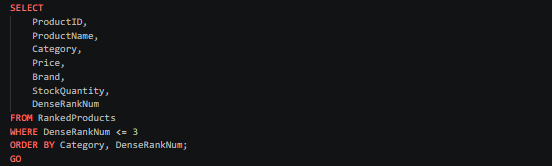 SELECT
    ProductID,
    ProductName,
    Category,
    Price,
    Brand,
    StockQuantity,
    DenseRankNum
FROM RankedProducts
WHERE DenseRankNum <= 3
ORDER BY Category, DenseRankNum;
GO